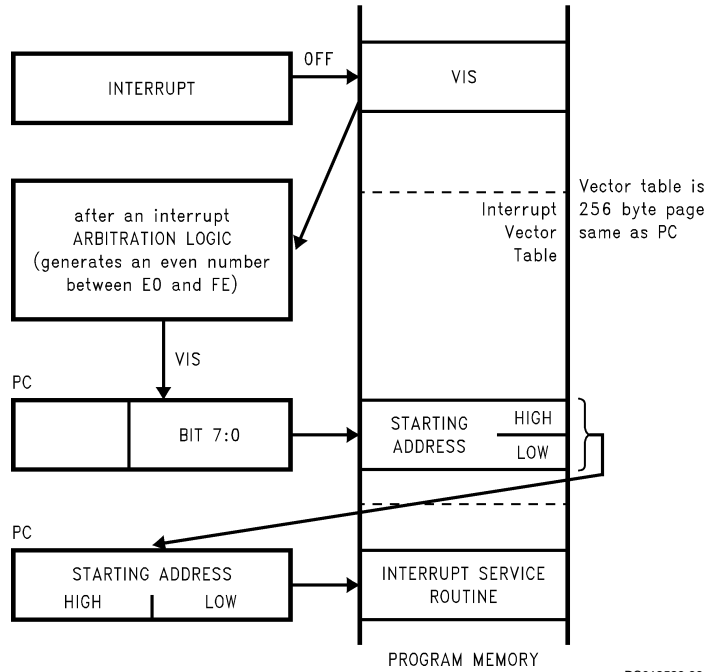 INTERRUPT
OFF
VIS
after an interrupt
ARBITRATION LOGIC
(generates an even number
between E0 and FE)
Interrupt
Vector
Table
Vector table is
256 byte page
same as PC
VIS
PC
BIT 7:0
STARTING
ADDRESS
HIGH
LOW
PC
STARTING ADDRESS
HIGH
LOW
INTERRUPT SERVICE
ROUTINE
PROGRAM MEMORY